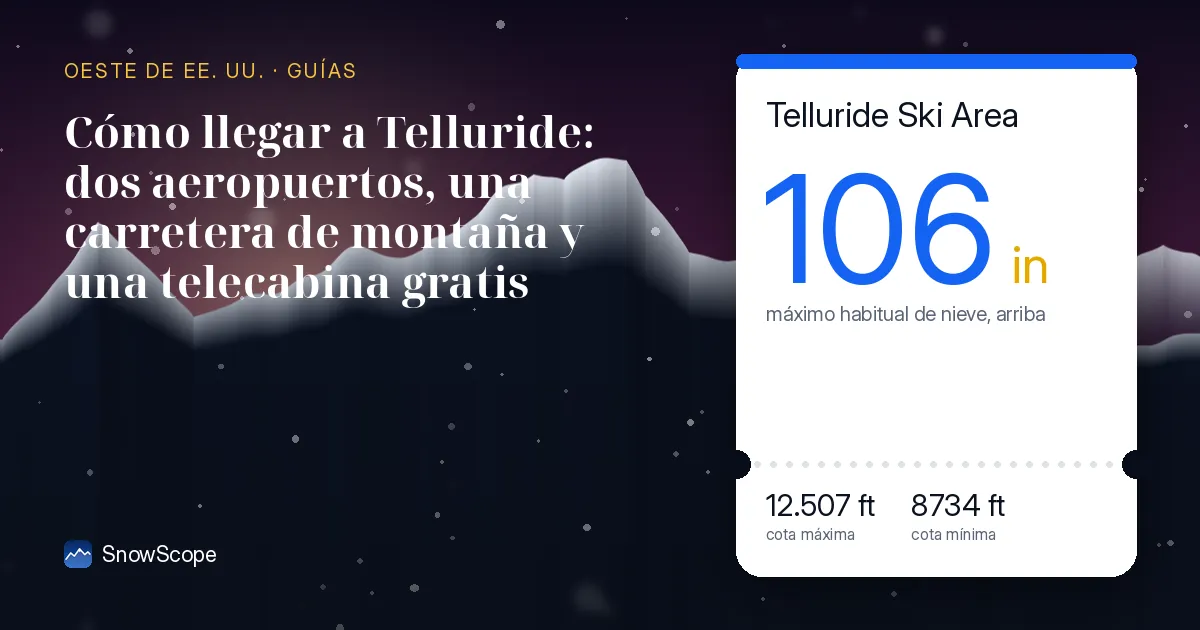 OESTE DE EE. UU. · GUÍAS
Cómo llegar a Telluride:
dos aeropuertos, una
carretera de montaña y
una telecabina gratis
SnowScope
Telluride Ski Area
106 in
máximo habitual de nieve, arriba
12.507 ft 8734 ft
cota máxima cota mínima